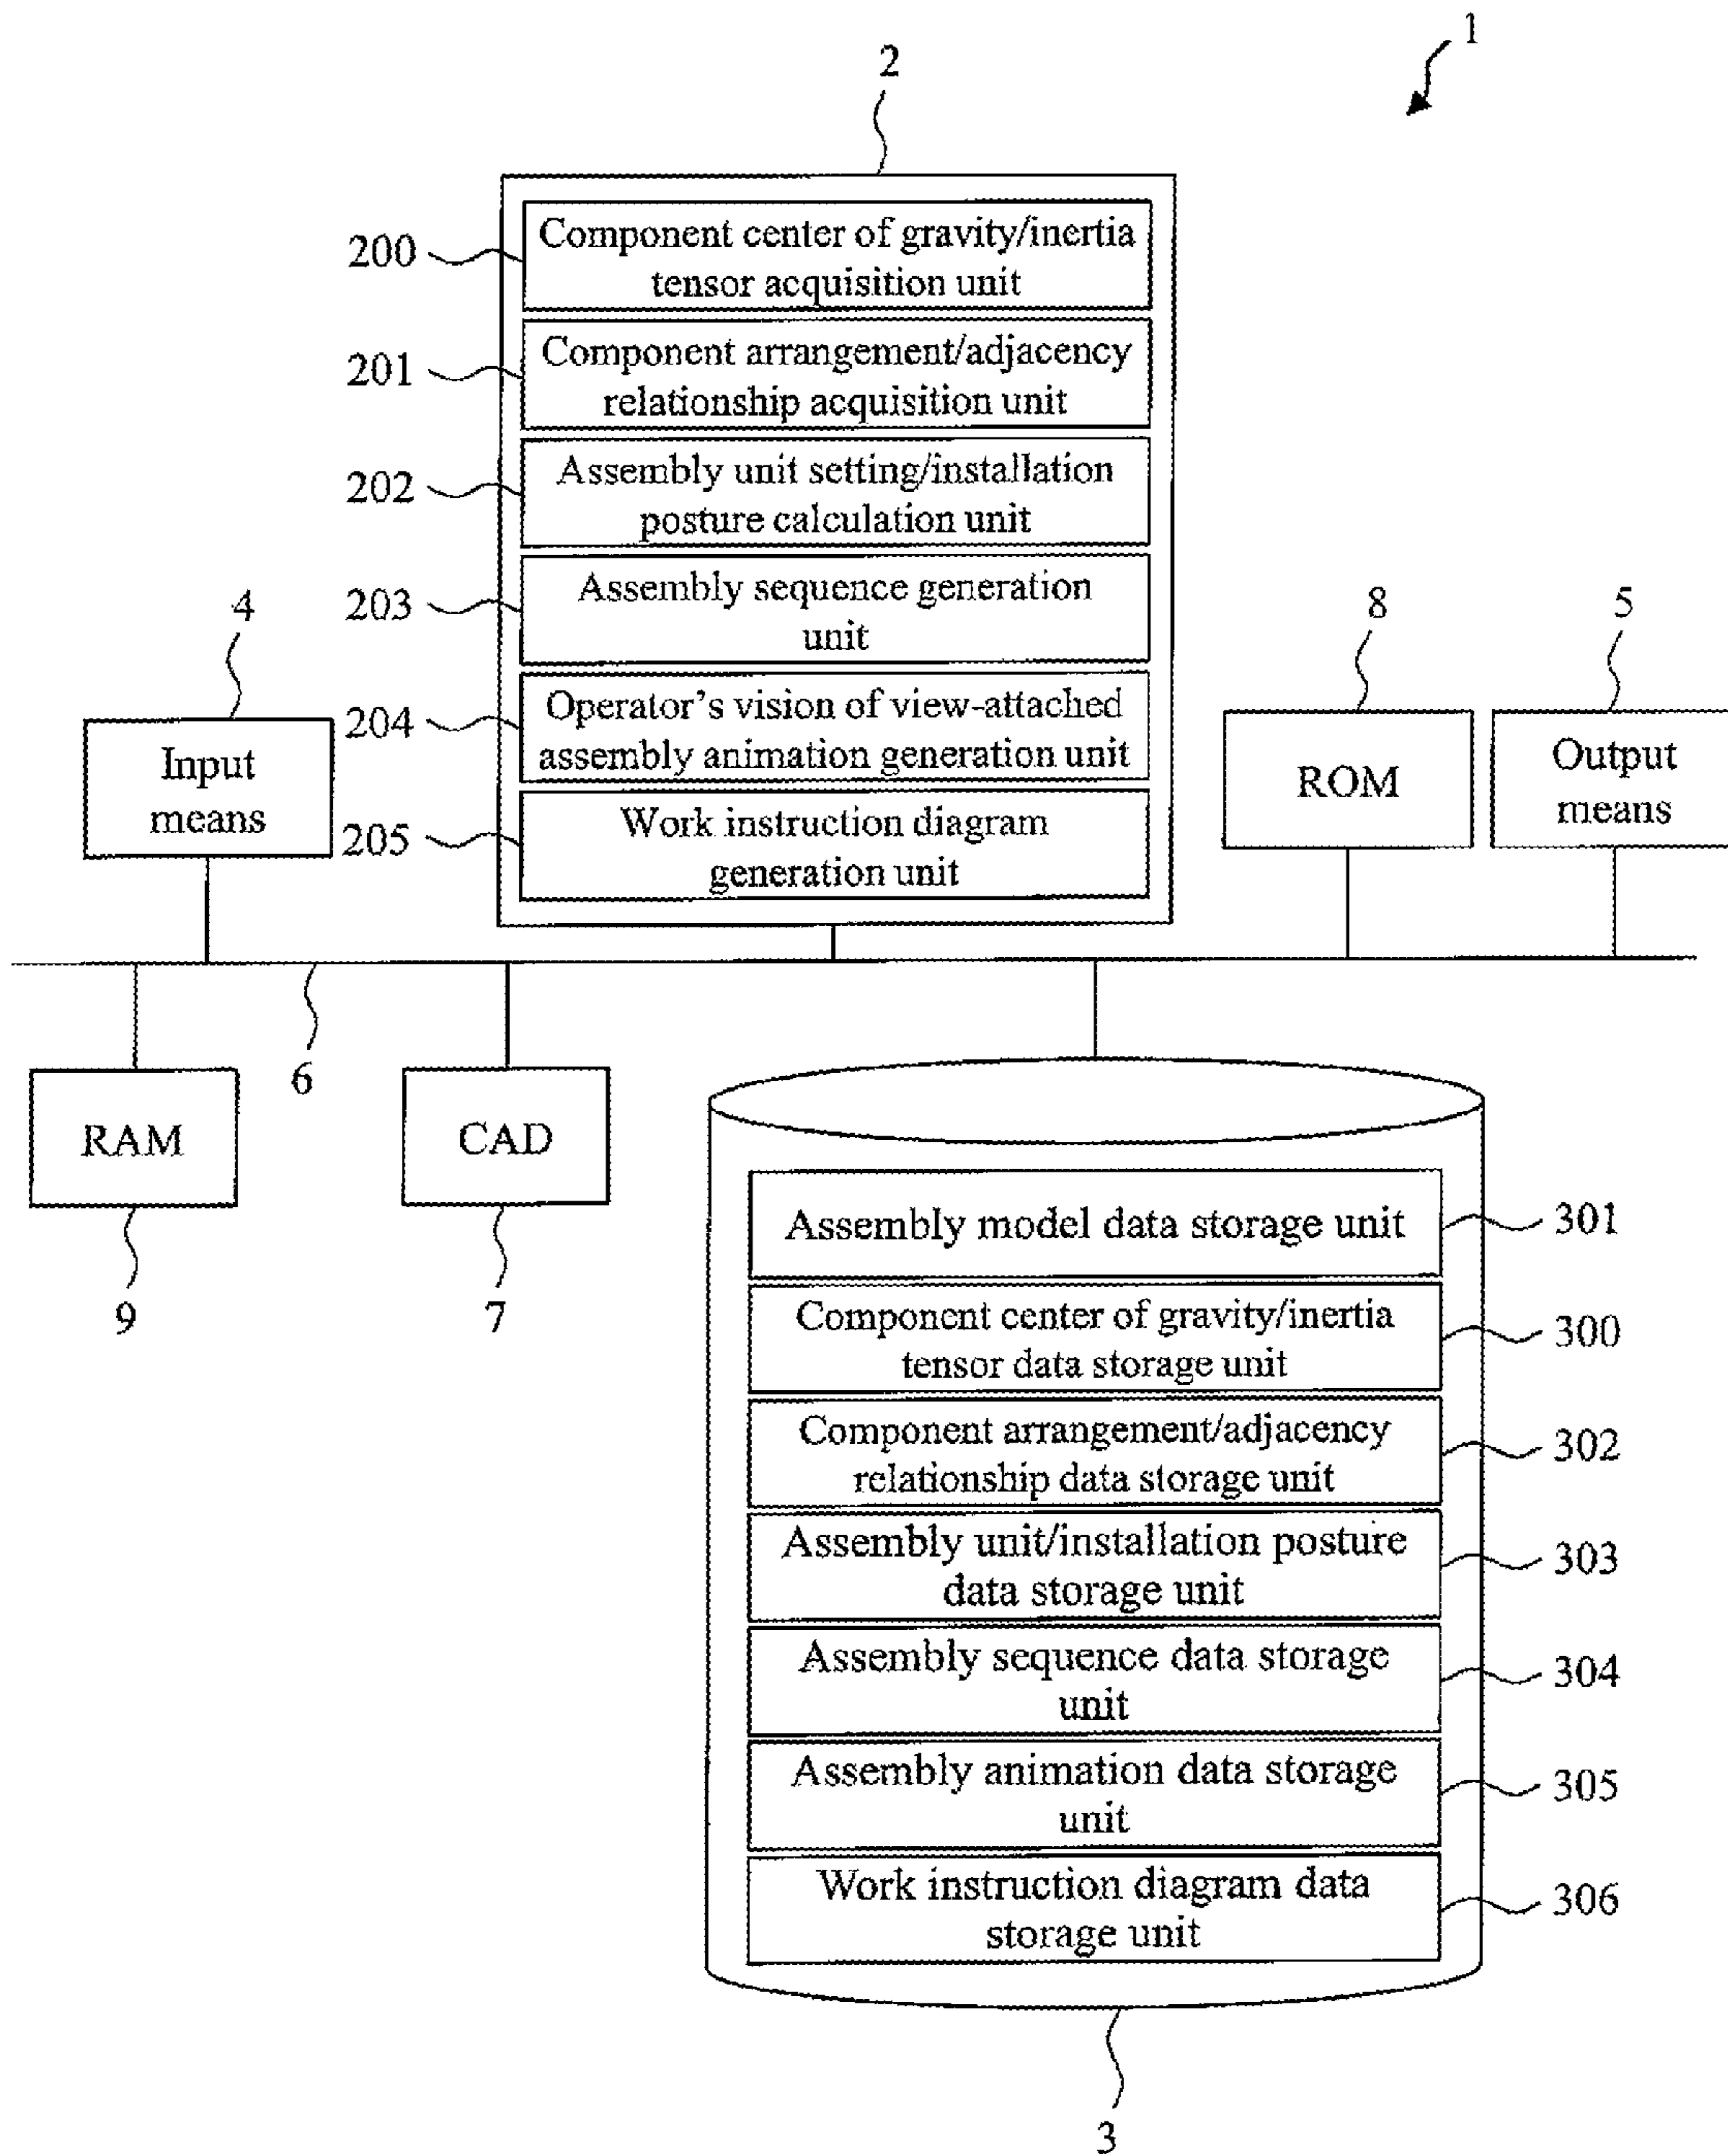 1
2
200
Component center of gravity/inertia
tensor acquisition unit
201
Component arrangement/adjacency
relationship acquisition unit
202
Assembly unit setting/installation
posture calculation unit
203
Assembly sequence generation
unit
204
Operator's vision of view-attached
assembly animation generation unit
205
Work instruction diagram
generation unit
4
Input
means
8
ROM
5
Output
means
6
RAM
9
CAD
7
Assembly model data storage unit
301
Component center of gravity/inertia
tensor data storage unit
300
Component arrangement/adjacency
relationship data storage unit
302
Assembly unit/installation posture
data storage unit
303
Assembly sequence data storage
unit
304
Assembly animation data storage
unit
305
Work instruction diagram data
storage unit
306
3